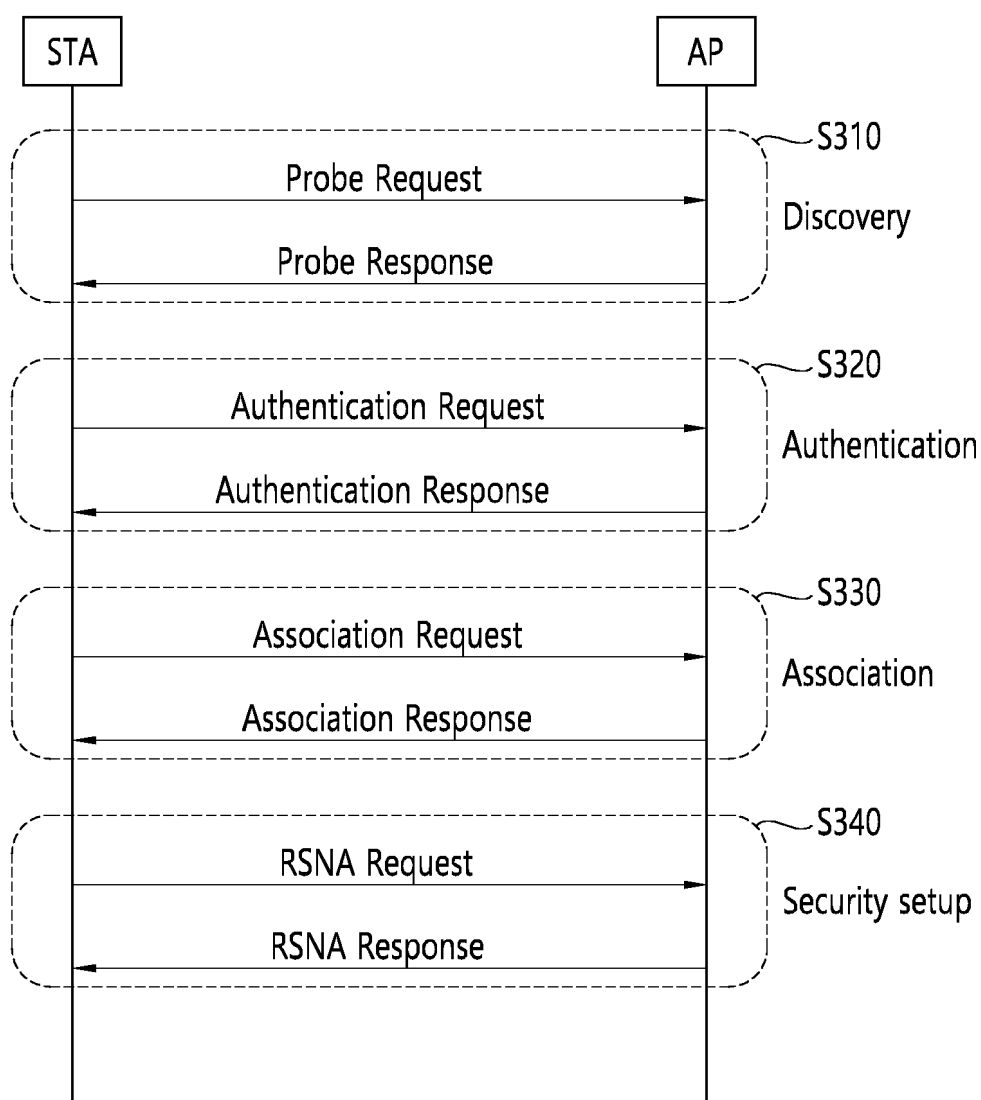 STA
AP
S310
Probe Request
Discovery
Probe Response
S320
Authentication Request
Authentication
Authentication Response
S330
Association Request
Association
Association Response
S340
RSNA Request
Security setup
RSNA Response